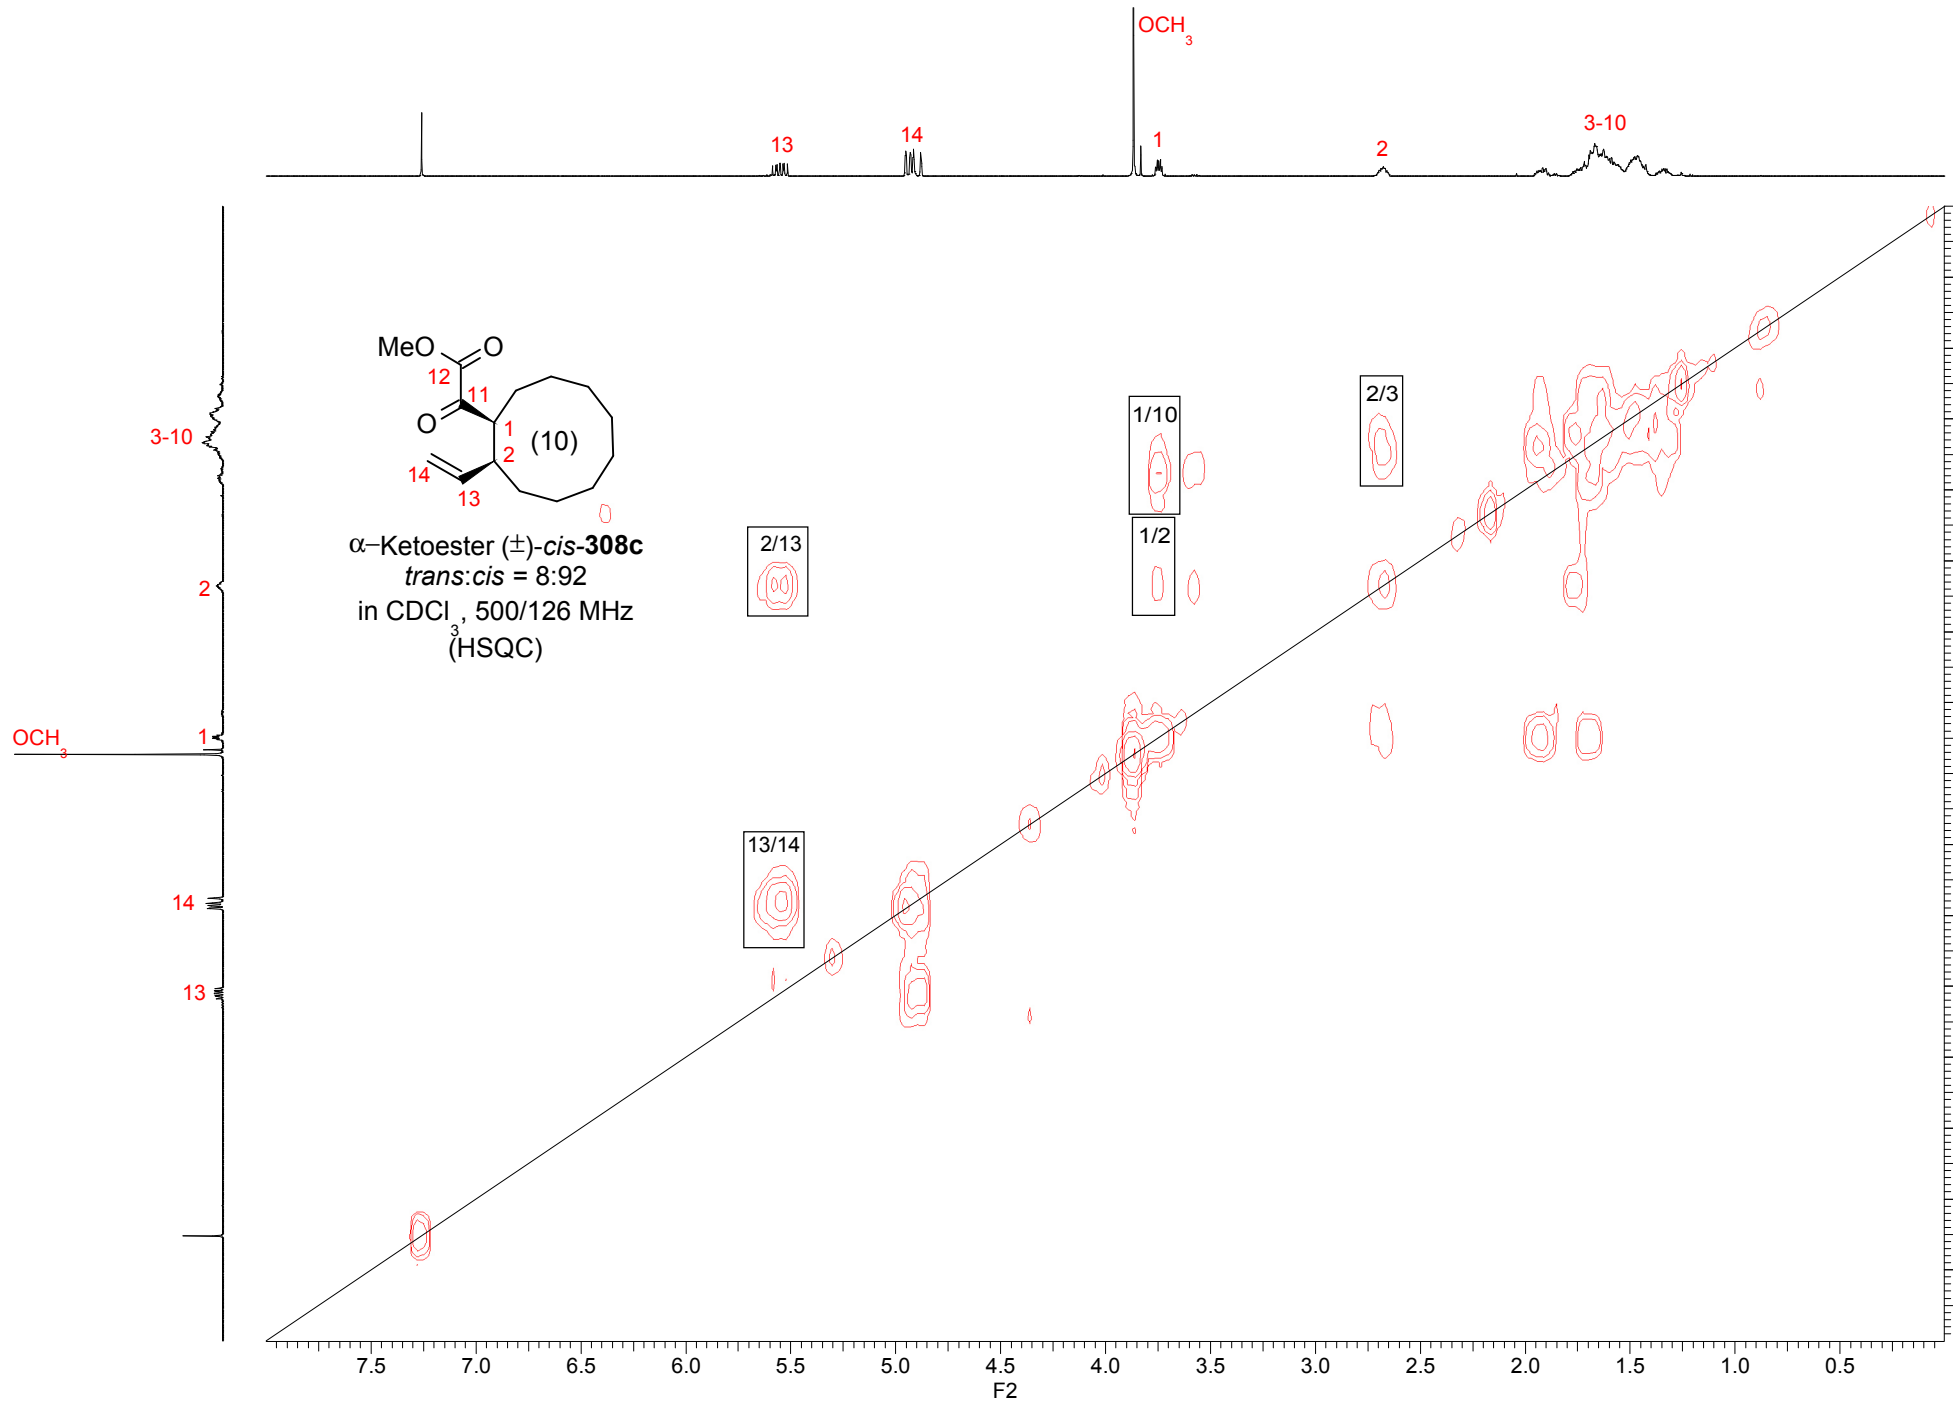 OCH3
3-10
14
13
1
2
MeO
O
12
11
O
1
(10)
2
14
13
α–Ketoester (±)-cis-308c
trans:cis = 8:92
in CDCl3, 500/126 MHz
(HSQC)
2/3
1/10
1/2
2/13
13/14
3-10
2
OCH3
1
14
13
7.5 7.0 6.5 6.0 5.5 5.0 4.5 4.0 3.5 3.0 2.5 2.0 1.5 1.0 0.5
F2